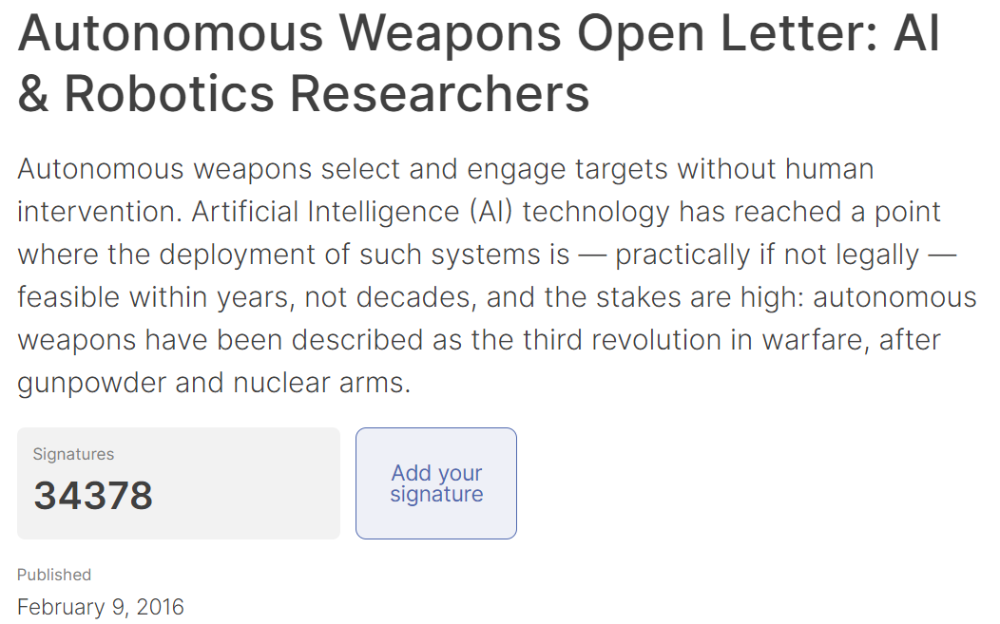 Autonomous Weapons Open Letter: AI
& Robotics Researchers
Autonomous weapons select and engage targets without human
intervention. Artificial Intelligence (AI) technology has reached a point
where the deployment of such systems is — practically if not legally —
feasible within years, not decades, and the stakes are high: autonomous
weapons have been described as the third revolution in warfare, after
gunpowder and nuclear arms.
Signatures
34378
Add your
signature
Published
February 9, 2016